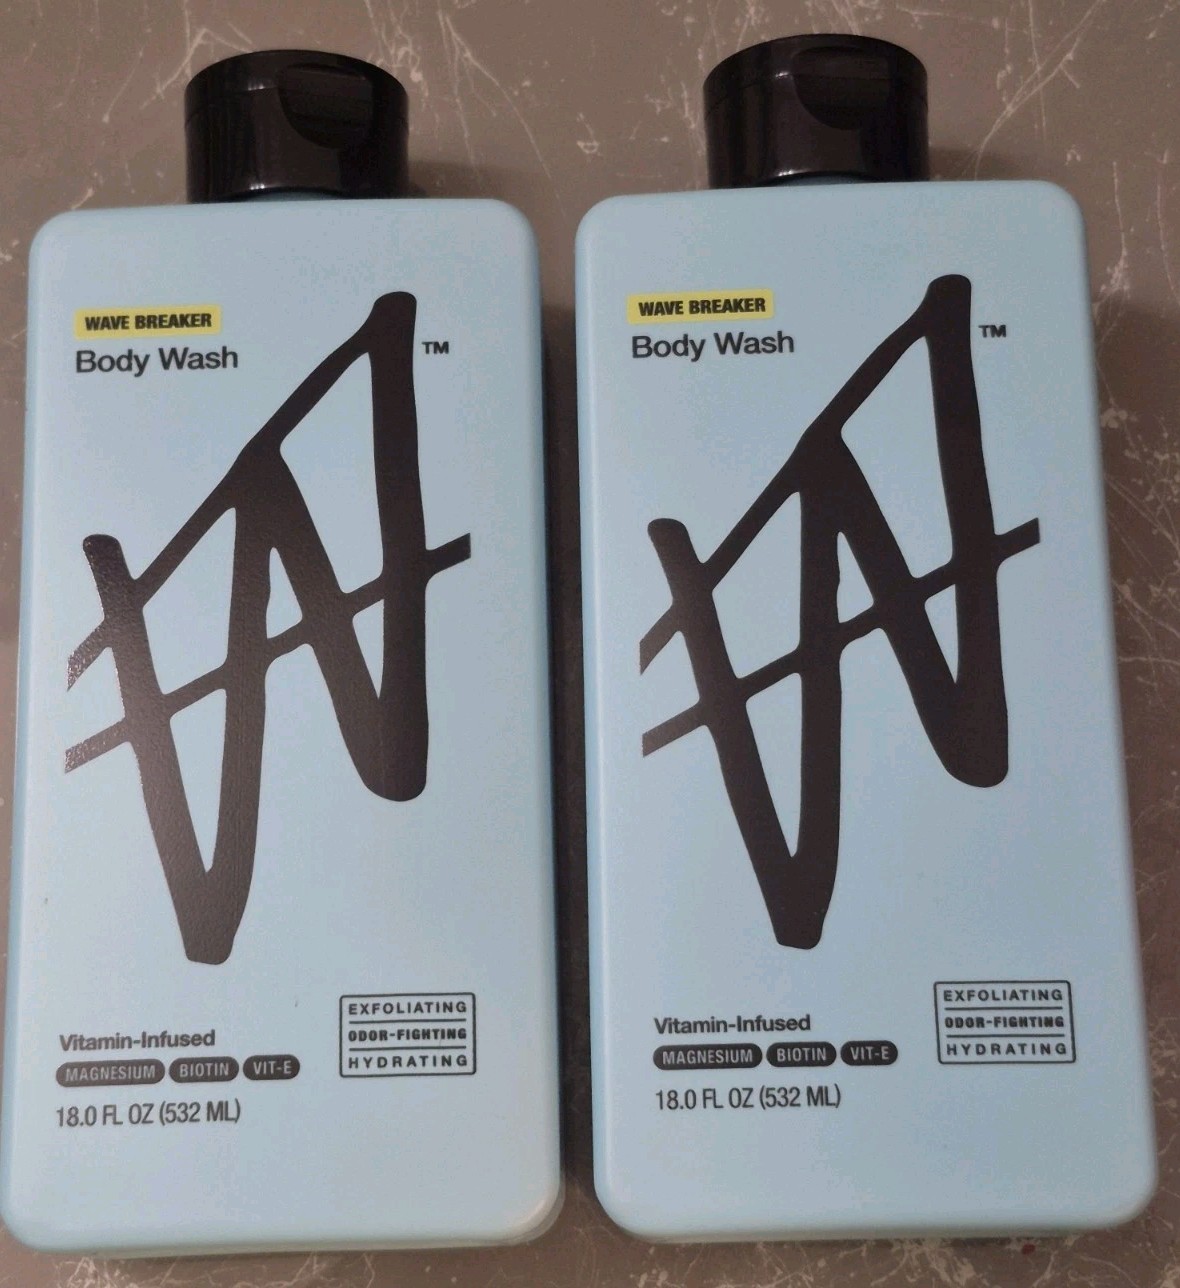 WAVE BREAKER
Body Wash
TM
Vitamin-Infused
MAGNESIUM BIOTIN VIT-E
18.0 FL OZ (532 ML)
EXFOLIATING
ODOR-FIGHTING
HYDRATING
WAVE BREAKER
Body Wash
TM
Vitamin-Infused
MAGNESIUM BIOTIN VIT-E
18.0 FL OZ (532 ML)
EXFOLIATING
ODOR-FIGHTING
HYDRATING